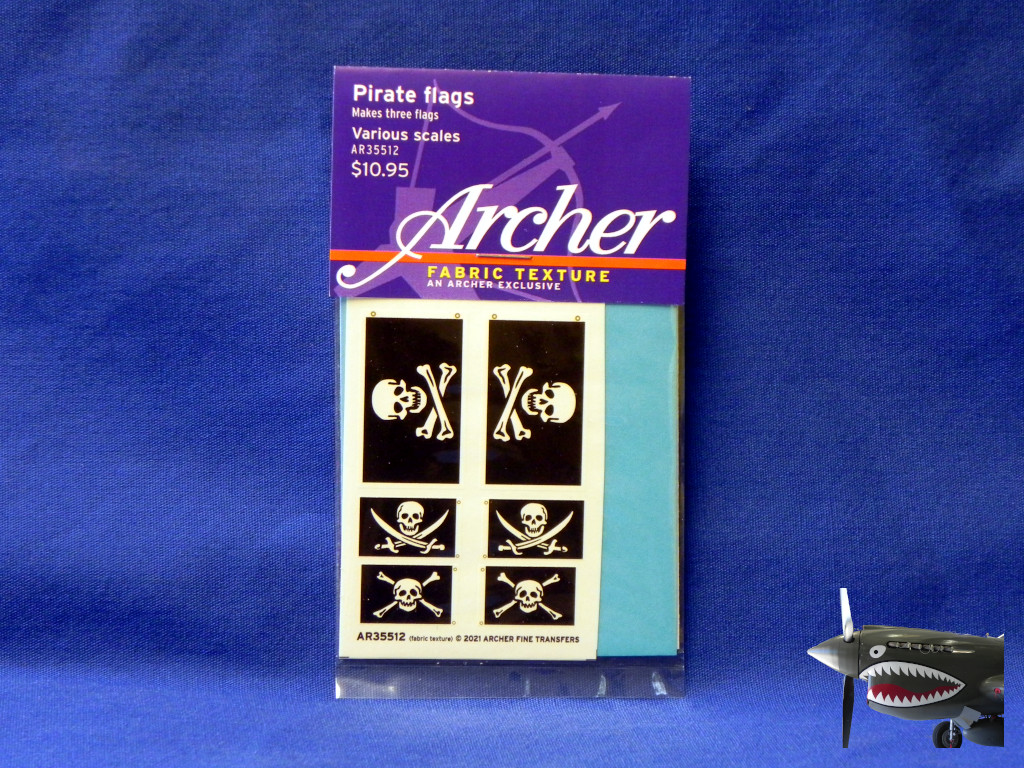 Pirate flags
Makes three flags
Various scales
AR35512
$10.95
Archer
FABRIC TEXTURE
AN ARCHER EXCLUSIVE
AR35512 (fabric texture) © 2021 ARCHER FINE TRANSFERS